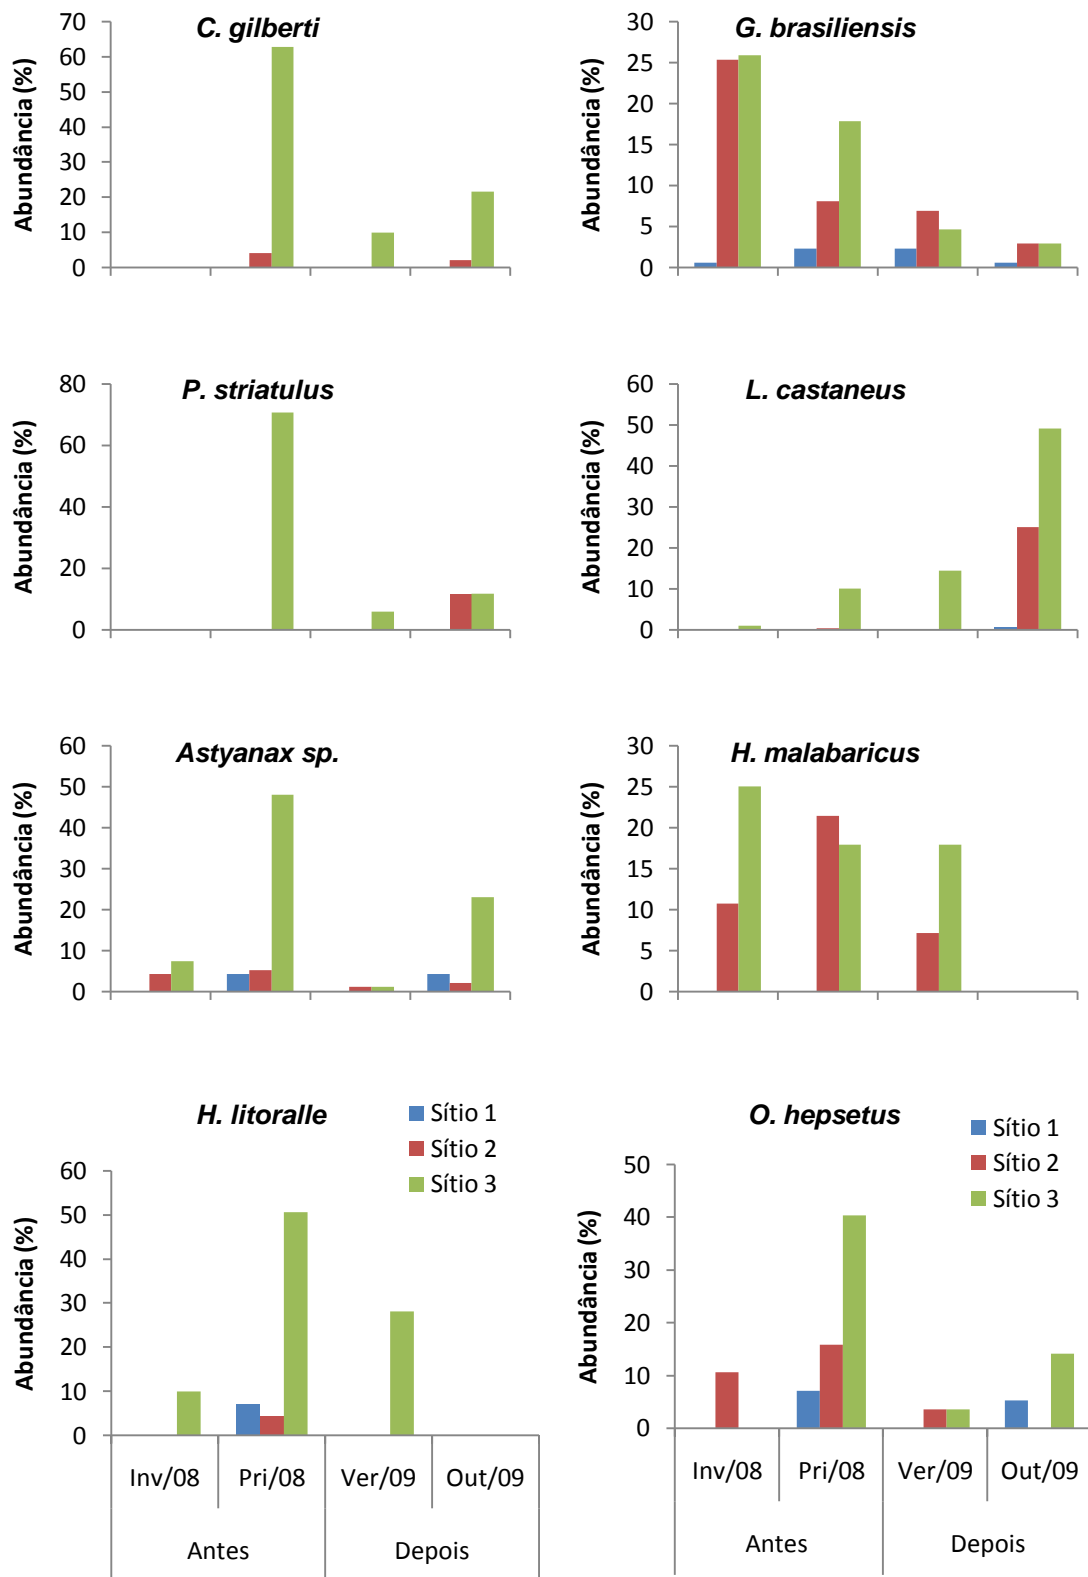 C. gilberti
Abundância (%)
70
60
50
40
30
20
10
0
G. brasiliensis
Abundância (%)
30
25
20
15
10
5
0
P. striatulus
Abundância (%)
80
60
40
20
0
L. castaneus
Abundância (%)
60
50
40
30
20
10
0
Astyanax sp.
Abundância (%)
60
50
40
30
20
10
0
H. malabaricus
Abundância (%)
30
25
20
15
10
5
0
H. litoralle
Sítio 1
Sítio 2
Sítio 3
Abundância (%)
60
50
40
30
20
10
0
Inv/08 Pri/08 Ver/09 Out/09
Antes Depois
O. hepsetus
Sítio 1
Sítio 2
Sítio 3
Abundância (%)
50
40
30
20
10
0
Inv/08 Pri/08 Ver/09 Out/09
Antes Depois